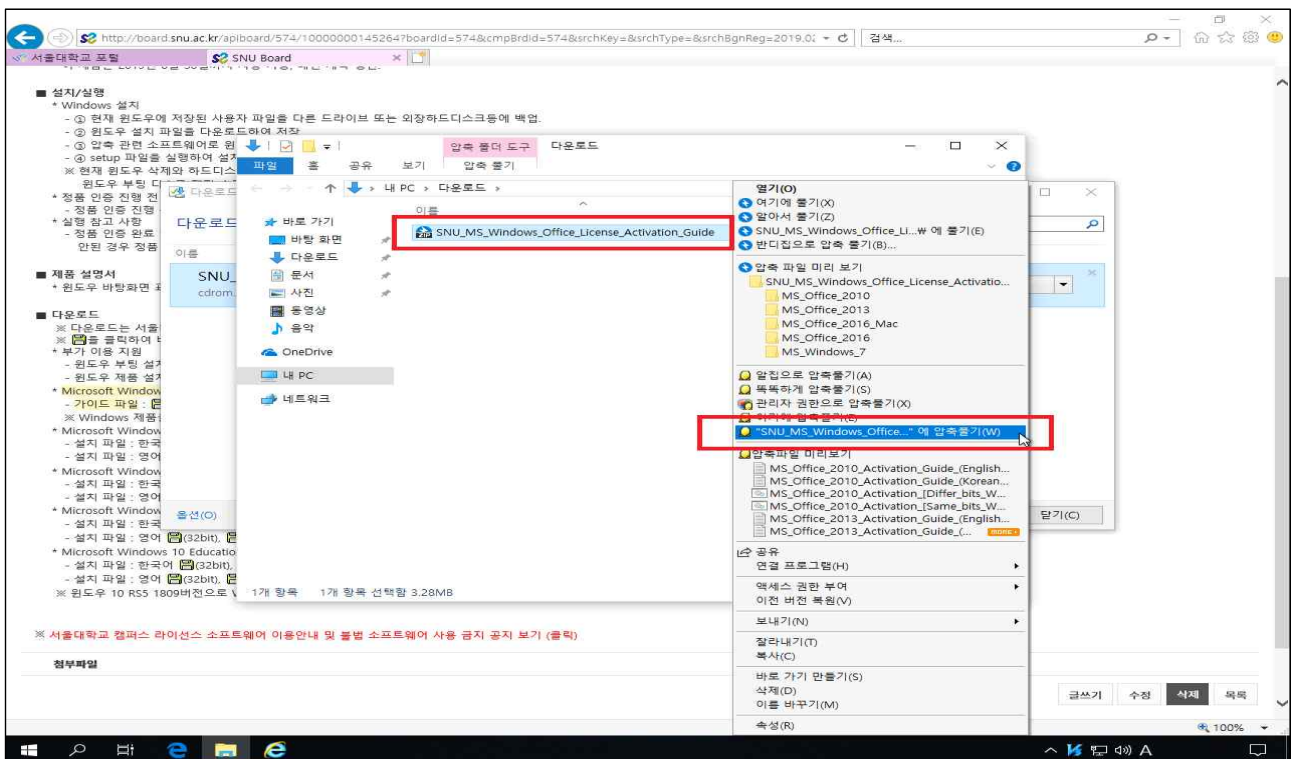 http://board.snu.ac.kr/apiboard/574/1000000014526
검색...
서울대학교 포털
SNU Board
■ 설치/실행
* Windows 설치
- ① 현재 윈도우에 저장된 사용자 파일을 다른 드라이브 또는 외장하드디스크등에 백업.
- ② 윈도우 설치 파일을 다운로드하여 저장
- ③ 압축 관련 소프트웨어로 윈
- ④ setup 파일을 실행하여 설치
※ 현재 윈도우 삭제와 하드디스
윈도우 부팅
* 정품 인증 진행 전
- 정품 인증 진행
* 실행 참고 사항
- 정품 인증 완료
안된 경우 정품
■ 제품 설명서
* 윈도우 바탕화면
■ 다운로드
※ 다운로드는 서울
※ 을 클릭하여
* 부가 이용 지원
- 윈도우 부팅 설치
- 윈도우 제품 설
* Microsoft Window
- 가이드 파일 :
※ Windows 제품
* Microsoft Window
- 설치 파일 : 한국
- 설치 파일 : 영어
* Microsoft Window
- 설치 파일 : 한국
- 설치 파일 : 영어
* Microsoft Window
- 설치 파일 : 한국
- 설치 파일 : 영어 (32bit),
* Microsoft Windows 10 Educatio
- 설치 파일 : 한국어 (32bit),
- 설치 파일 : 영어 (32bit),
※ 윈도우 10 RS5 1809버전으로
※ 서울대학교 캠퍼스 라이선스 소프트웨어 이용안내 및 불법 소프트웨어 사용 금지 공지 보기 (클릭)
첨부파일
글쓰기 수정 삭제 목록
100%
다운로드
다운로드
이름
SNU_
cdrom.
옵션(O)
닫기(C)
압축 폴더 도구 다운로드
파일 홈 공유 보기 압축 풀기
내 PC > 다운로드 >
이름
바로 가기
바탕 화면
다운로드
문서
사진
동영상
음악
OneDrive
내 PC
네트워크
SNU_MS_Windows_Office_License_Activation_Guide
1개 항목 1개 항목 선택함 3.28MB
열기(O)
여기에 풀기(X)
알아서 풀기(Z)
SNU_MS_Windows_Office_Li...₩ 에 풀기(E)
반디집으로 압축 풀기(B)...
압축 파일 미리 보기
SNU_MS_Windows_Office_License_Activatio...
MS_Office_2010
MS_Office_2013
MS_Office_2016_Mac
MS_Office_2016
MS_Windows_7
알집으로 압축풀기(A)
똑똑하게 압축풀기(S)
관리자 권한으로 압축풀기(X)
여기에 압축풀기(E)
"SNU_MS_Windows_Office..." 에 압축풀기(W)
압축파일 미리보기
MS_Office_2010_Activation_Guide_(English...
MS_Office_2010_Activation_Guide_(Korean...
MS_Office_2010_Activation_[Differ_bits_W...
MS_Office_2010_Activation_[Same_bits_W...
MS_Office_2013_Activation_Guide_(English...
MS_Office_2013_Activation_Guide_(...
more
공유
연결 프로그램(H)
액세스 권한 부여
이전 버전 복원(V)
보내기(N)
잘라내기(T)
복사(C)
바로 가기 만들기(S)
삭제(D)
이름 바꾸기(M)
속성(R)
A